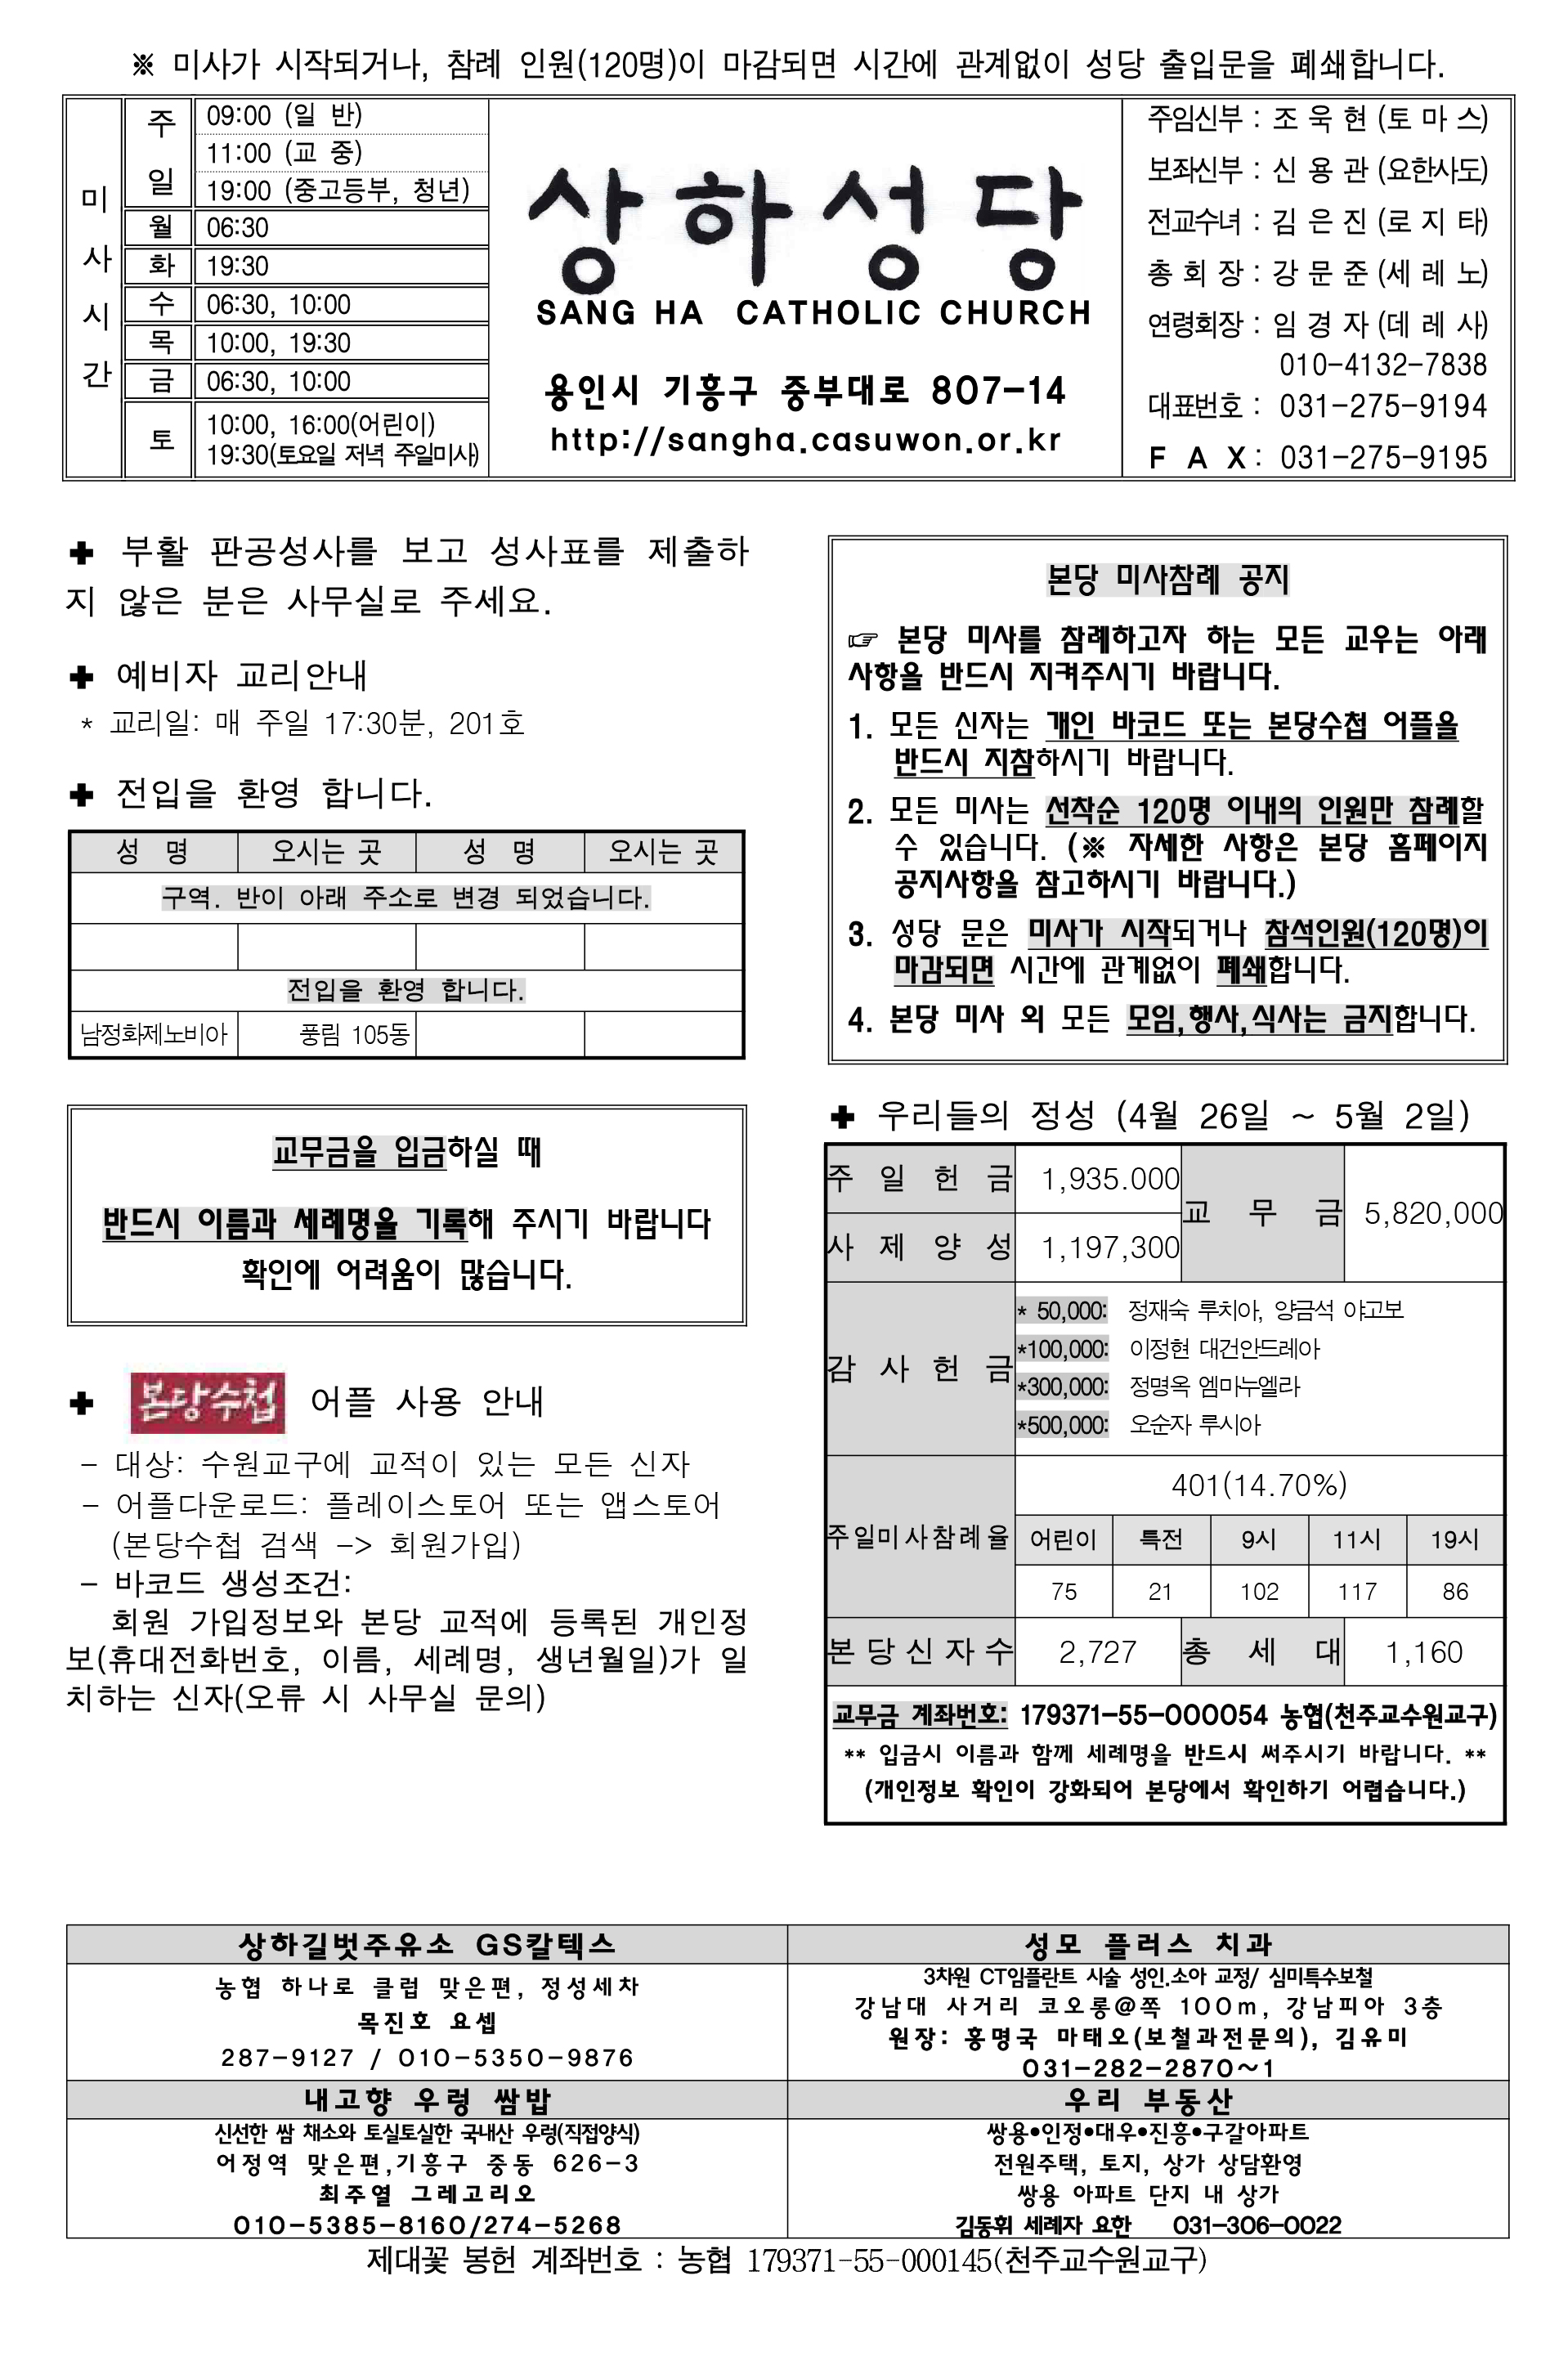 ※ 미사가 시작되거나, 참례 인원(120명)이 마감되면 시간에 관계없이 성당 출입문을 폐쇄합니다.
미사시간
주일
09:00 (일 반)
11:00 (교 중)
19:00 (중고등부, 청년)
월 06:30
화 19:30
수 06:30, 10:00
목 10:00, 19:30
금 06:30, 10:00
토 10:00, 16:00(어린이)
19:30(토요일 저녁 주일미사)
상하성당
SANG HA CATHOLIC CHURCH
용인시 기흥구 중부대로 807-14
http://sangha.casuwon.or.kr
주임신부 : 조 욱 현 (토 마 스)
보좌신부 : 신 용 관 (요한사도)
전교수녀 : 김 은 진 (로 지 타)
총 회 장 : 강 문 준 (세 레 노)
연령회장 : 임 경 자 (데 레 사)
010-4132-7838
대표번호 : 031-275-9194
F A X : 031-275-9195
✚ 부활 판공성사를 보고 성사표를 제출하
지 않은 분은 사무실로 주세요.
✚ 예비자 교리안내
* 교리일: 매 주일 17:30분, 201호
✚ 전입을 환영 합니다.
성 명 오시는 곳 성 명 오시는 곳
구역. 반이 아래 주소로 변경 되었습니다.
전입을 환영 합니다.
남정화제노비아 풍림 105동
교무금을 입금하실 때
반드시 이름과 세례명을 기록해 주시기 바랍니다
확인에 어려움이 많습니다.
✚ 본당수첩 어플 사용 안내
- 대상: 수원교구에 교적이 있는 모든 신자
- 어플다운로드: 플레이스토어 또는 앱스토어
(본당수첩 검색 -> 회원가입)
- 바코드 생성조건:
회원 가입정보와 본당 교적에 등록된 개인정
보(휴대전화번호, 이름, 세례명, 생년월일)가 일
치하는 신자(오류 시 사무실 문의)
본당 미사참례 공지
☞ 본당 미사를 참례하고자 하는 모든 교우는 아래
사항을 반드시 지켜주시기 바랍니다.
1. 모든 신자는 개인 바코드 또는 본당수첩 어플을
반드시 지참하시기 바랍니다.
2. 모든 미사는 선착순 120명 이내의 인원만 참례할
수 있습니다. (※ 자세한 사항은 본당 홈페이지
공지사항을 참고하시기 바랍니다.)
3. 성당 문은 미사가 시작되거나 참석인원(120명)이
마감되면 시간에 관계없이 폐쇄합니다.
4. 본당 미사 외 모든 모임,행사,식사는 금지합니다.
✚ 우리들의 정성 (4월 26일 ~ 5월 2일)
주 일 헌 금 1,935.000 교 무 금 5,820,000
사 제 양 성 1,197,300
감 사 헌 금
* 50,000: 정재숙 루치아, 양금석 야고보
*100,000: 이정현 대건안드레아
*300,000: 정명옥 엠마누엘라
*500,000: 오순자 루시아
주일미사참례율
401(14.70%)
어린이 특전 9시 11시 19시
75 21 102 117 86
본당신자수 2,727 총 세 대 1,160
교무금 계좌번호: 179371-55-000054 농협(천주교수원교구)
** 입금시 이름과 함께 세례명을 반드시 써주시기 바랍니다. **
(개인정보 확인이 강화되어 본당에서 확인하기 어렵습니다.)
상하길벗주유소 GS칼텍스
농협 하나로 클럽 맞은편, 정성세차
목진호 요셉
287-9127 / 010-5350-9876
성모 플러스 치과
3차원 CT임플란트 시술 성인.소아 교정/ 심미특수보철
강남대 사거리 코오롱@쪽 100m, 강남피아 3층
원장: 홍명국 마태오(보철과전문의), 김유미
031-282-2870~1
내고향 우렁 쌈밥
신선한 쌈 채소와 토실토실한 국내산 우렁(직접양식)
어정역 맞은편,기흥구 중동 626-3
최주열 그레고리오
010-5385-8160/274-5268
우리 부동산
쌍용•인정•대우•진흥•구갈아파트
전원주택, 토지, 상가 상담환영
쌍용 아파트 단지 내 상가
김동휘 세례자 요한 031-306-0022
제대꽃 봉헌 계좌번호 : 농협 179371-55-000145(천주교수원교구)